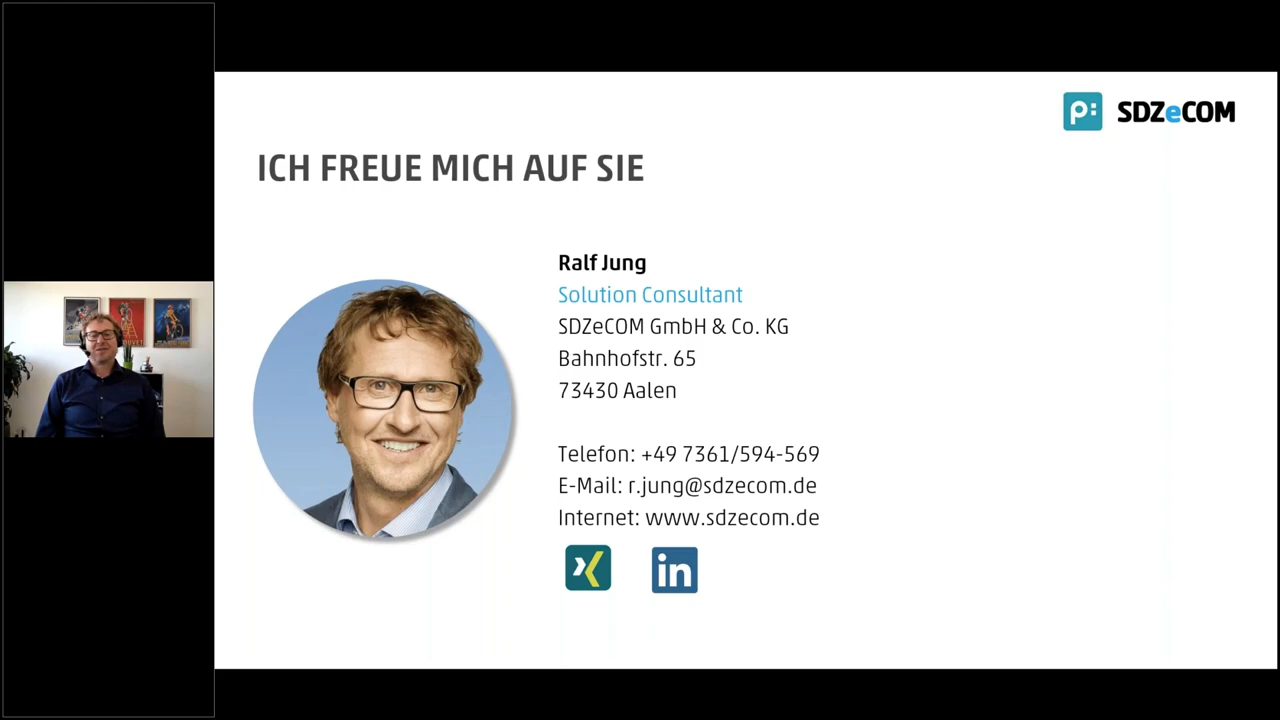 p: SDZeCOM
ICH FREUE MICH AUF SIE
Ralf Jung
Solution Consultant
SDZeCOM GmbH & Co. KG
Bahnhofstr. 65
73430 Aalen
Telefon: +49 7361/594-569
E-Mail: r.jung@sdzecom.de
Internet: www.sdzecom.de
in